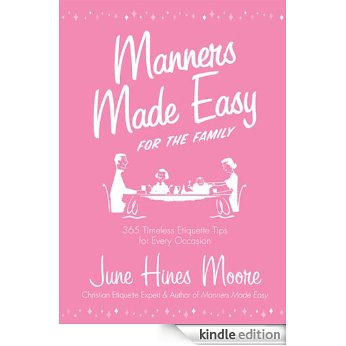 Manners
Made Easy
FOR THE FAMILY
365 Timeless Etiquette Tips
for Every Occasion
June Hines Moore
Christian Etiquette Expert & Author of Manners Made Easy
kindle edition